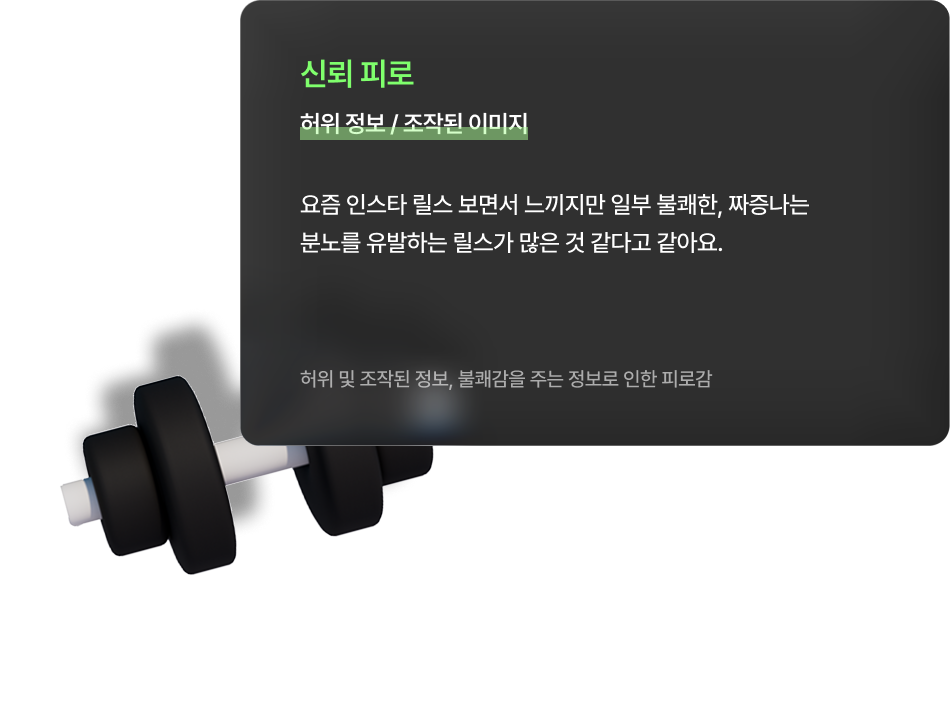 신뢰 피로
허위 정보 / 조작된 이미지
요즘 인스타 릴스 보면서 느끼지만 일부 불쾌한, 짜증나는
분노를 유발하는 릴스가 많은 것 같다고 같아요.
허위 및 조작된 정보, 불쾌감을 주는 정보로 인한 피로감